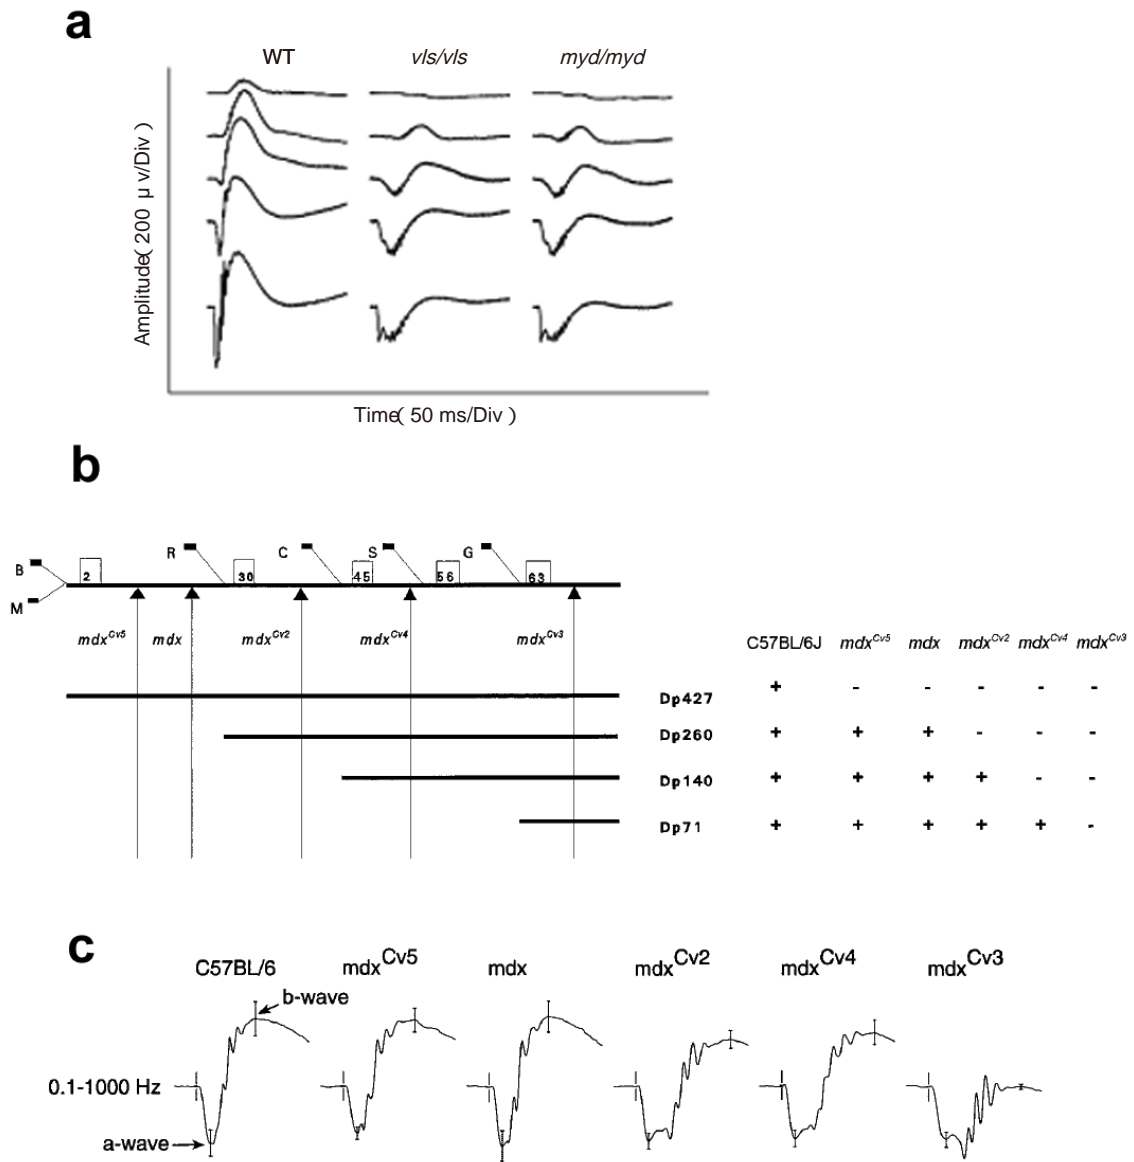 a
WT vls/vls myd/myd
Amplitude( 200 μ v/Div )
Time( 50 ms/Div )
b
B M R C S G
2 30 45 56 63
mdxCv5 mdx mdxCv2 mdxCv4 mdxCv3
C57BL/6J mdxCv5 mdx mdxCv2 mdxCv4 mdxCv3
Dp427 + - - - - -
Dp260 + + + - - -
Dp140 + + + + - -
Dp71 + + + + + -
c
C57BL/6 mdxCv5 mdx mdxCv2 mdxCv4 mdxCv3
b-wave
0.1-1000 Hz
a-wave